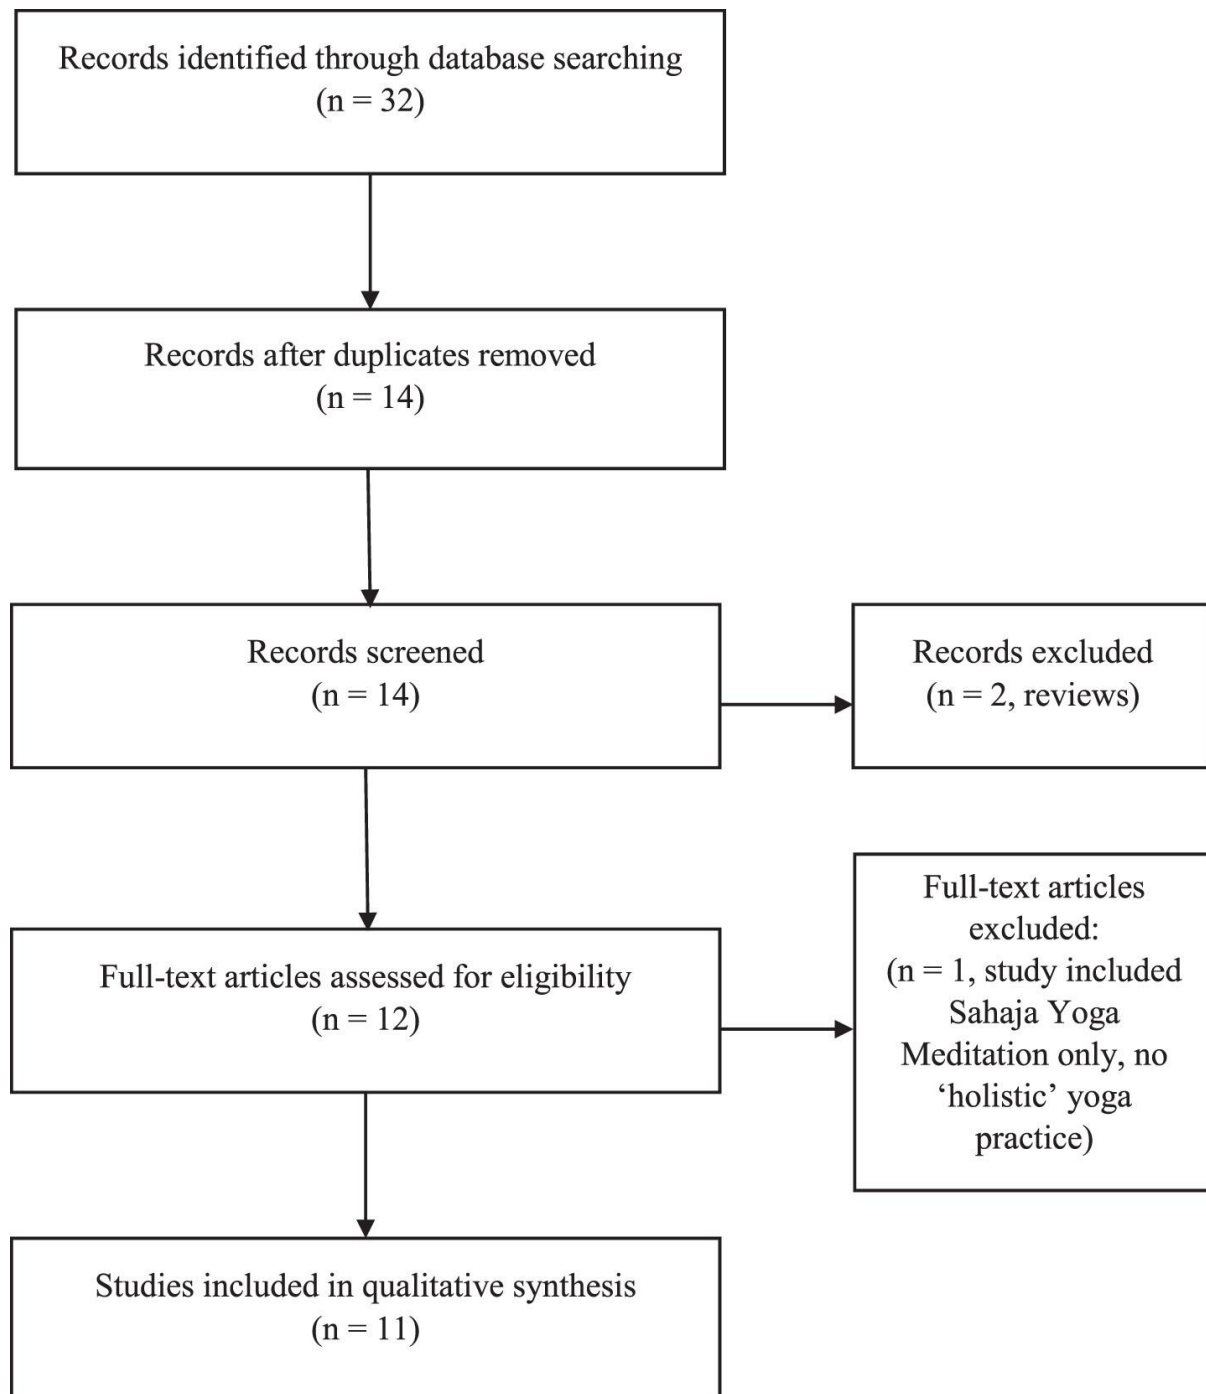 Records identified through database searching
(n = 32)
Records after duplicates removed
(n = 14)
Records screened
(n = 14)
Records excluded
(n = 2, reviews)
Full-text articles assessed for eligibility
(n = 12)
Full-text articles
excluded:
(n = 1, study included
Sahaja Yoga
Meditation only, no
‘holistic’ yoga
practice)
Studies included in qualitative synthesis
(n = 11)